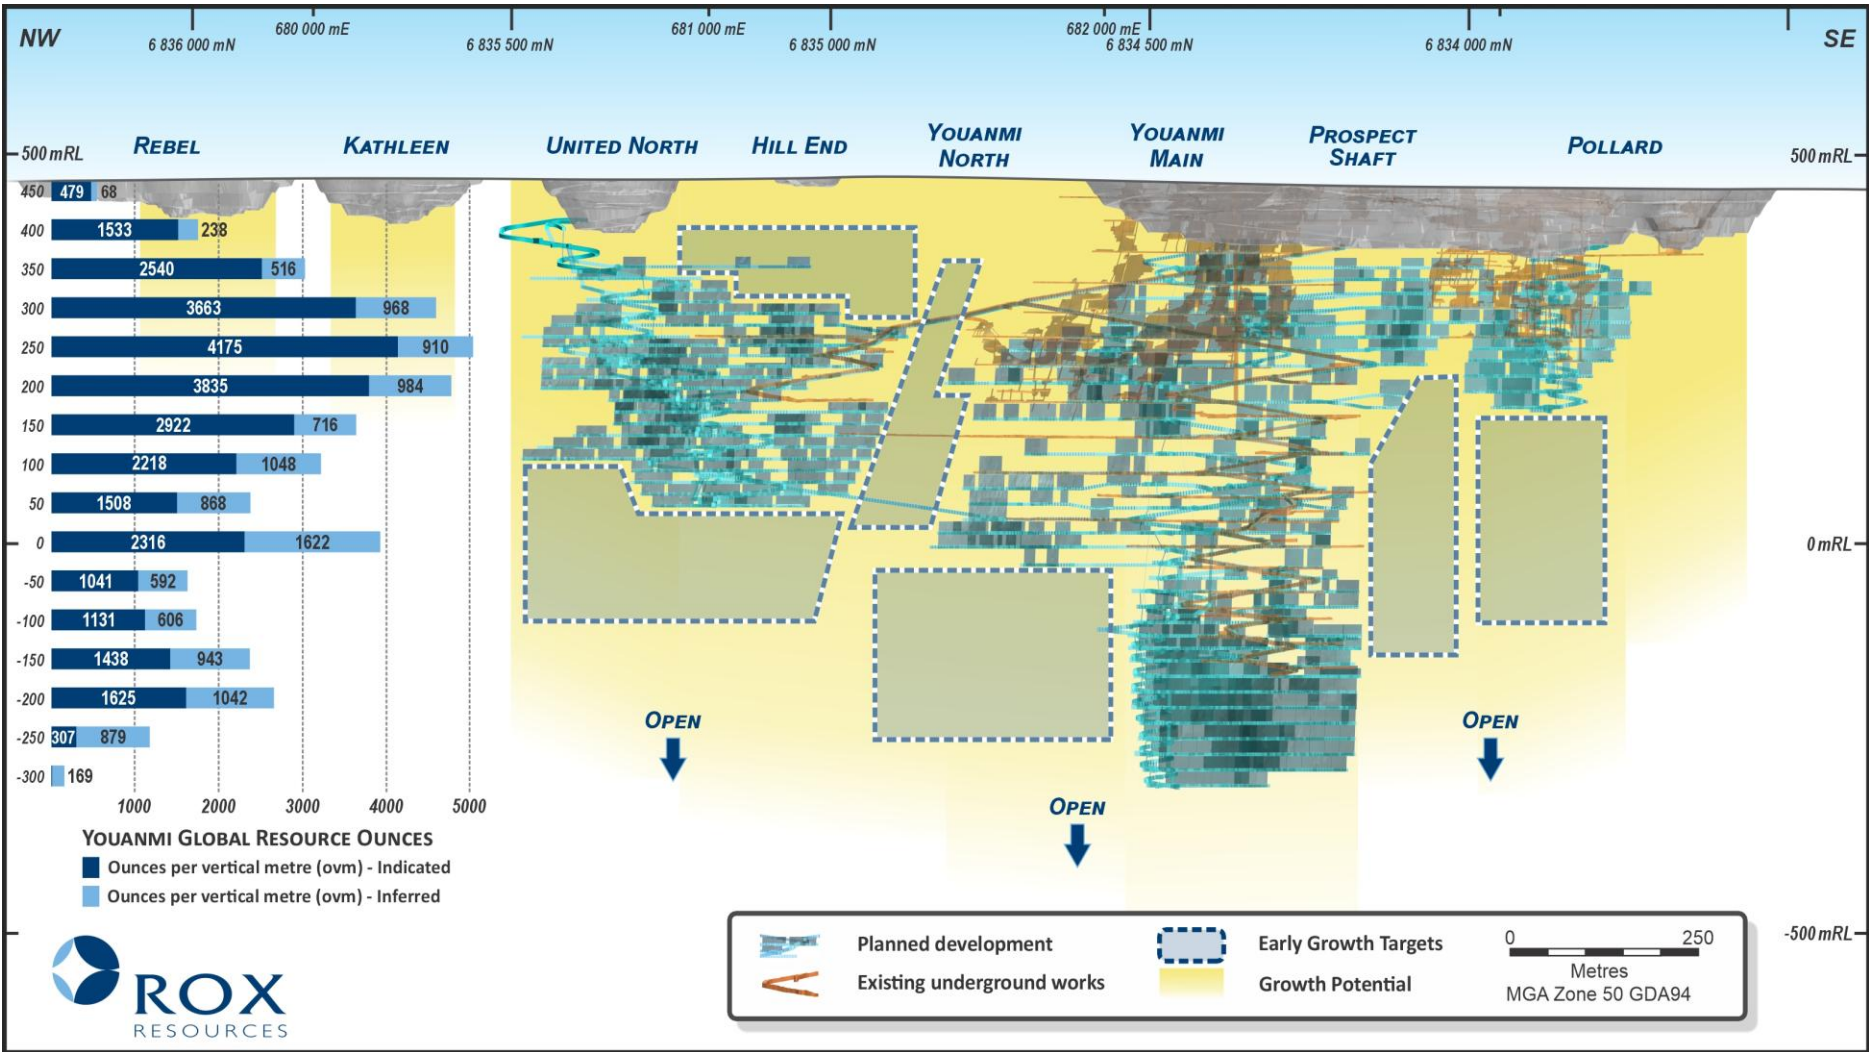 NW
6 836 000 mN
680 000 mE
6 835 500 mN
681 000 mE
6 835 000 mN
682 000 mE
6 834 500 mN
6 834 000 mN
SE
REBEL
KATHLEEN
UNITED NORTH
HILL END
YOUANMI
NORTH
YOUANMI
MAIN
PROSPECT
SHAFT
POLLARD
500 mRL
500 mRL
450 479 68
400 1533 238
350 2540 516
300 3663 968
250 4175 910
200 3835 984
150 2922 716
100 2218 1048
50 1508 868
0 2316 1622
0 mRL
-50 1041 592
-100 1131 606
-150 1438 943
-200 1625 1042
-250 307 879
-300 169
1000 2000 3000 4000 5000
OPEN
OPEN
OPEN
YOUANMI GLOBAL RESOURCE OUNCES
Ounces per vertical metre (ovm) - Indicated
Ounces per vertical metre (ovm) - Inferred
-500 mRL
ROX
RESOURCES
Planned development
Existing underground works
Early Growth Targets
Growth Potential
0 250
Metres
MGA Zone 50 GDA94